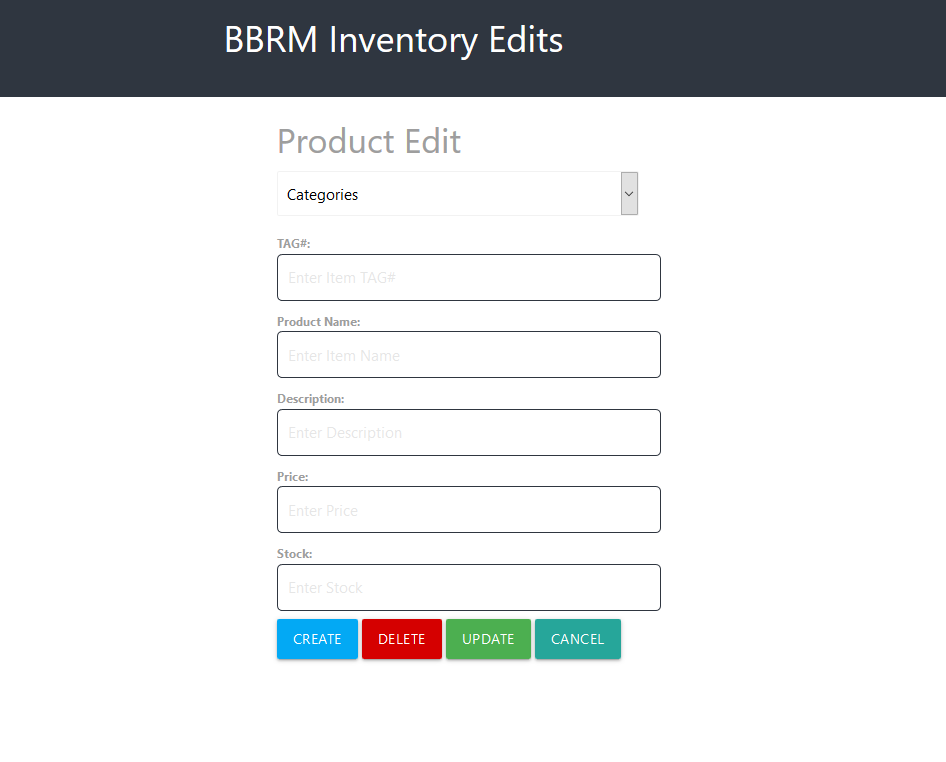 BBRM Inventory Edits
Product Edit
Categories
TAG#:
Enter Item TAG#
Product Name:
Enter Item Name
Description:
Enter Description
Price:
Enter Price
Stock:
Enter Stock
CREATE DELETE UPDATE CANCEL